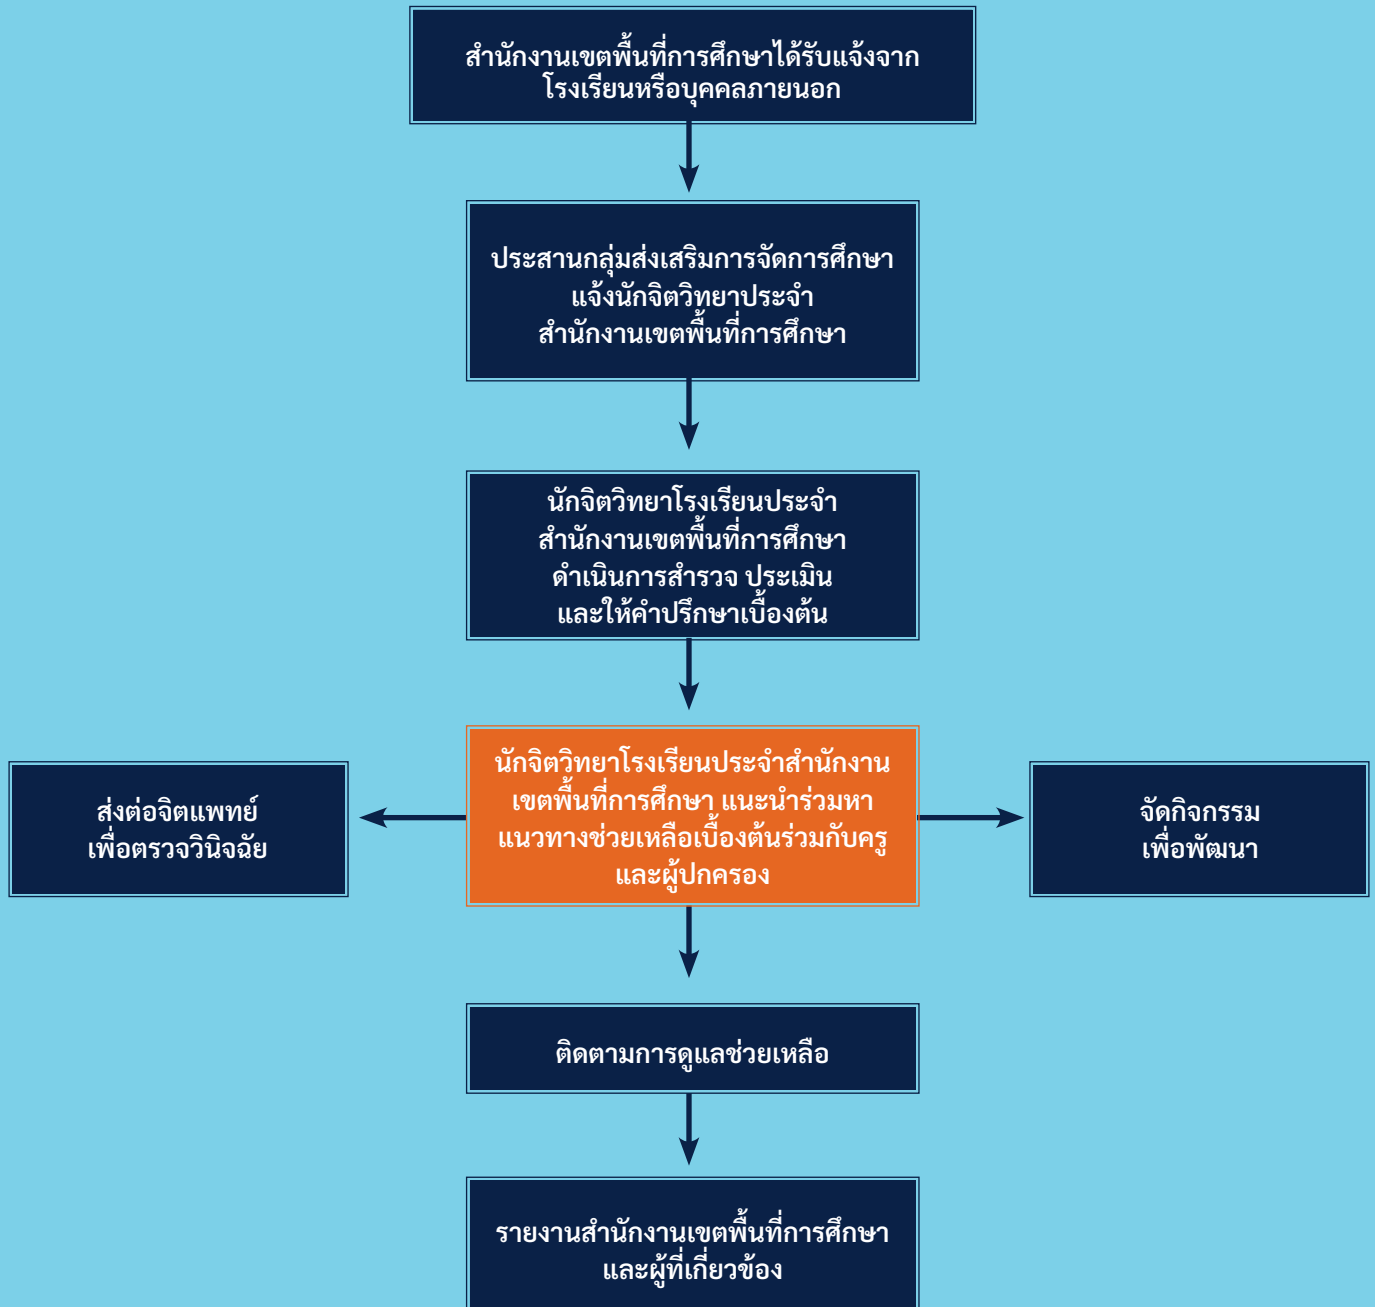 สำนักงานเขตพื้นที่การศึกษาได้รับแจ้งจาก
โรงเรียนหรือบุคคลภายนอก
ประสานกลุ่มส่งเสริมการจัดการศึกษา
แจ้งนักจิตวิทยาประจำ
สำนักงานเขตพื้นที่การศึกษา
นักจิตวิทยาโรงเรียนประจำ
สำนักงานเขตพื้นที่การศึกษา
ดำเนินการสำรวจ ประเมิน
และให้คำปรึกษาเบื้องต้น
นักจิตวิทยาโรงเรียนประจำสำนักงาน
เขตพื้นที่การศึกษา แนะนำร่วมหา
แนวทางช่วยเหลือเบื้องต้นร่วมกับครู
และผู้ปกครอง
ส่งต่อจิตแพทย์
เพื่อตรวจวินิจฉัย
จัดกิจกรรม
เพื่อพัฒนา
ติดตามการดูแลช่วยเหลือ
รายงานสำนักงานเขตพื้นที่การศึกษา
และผู้ที่เกี่ยวข้อง